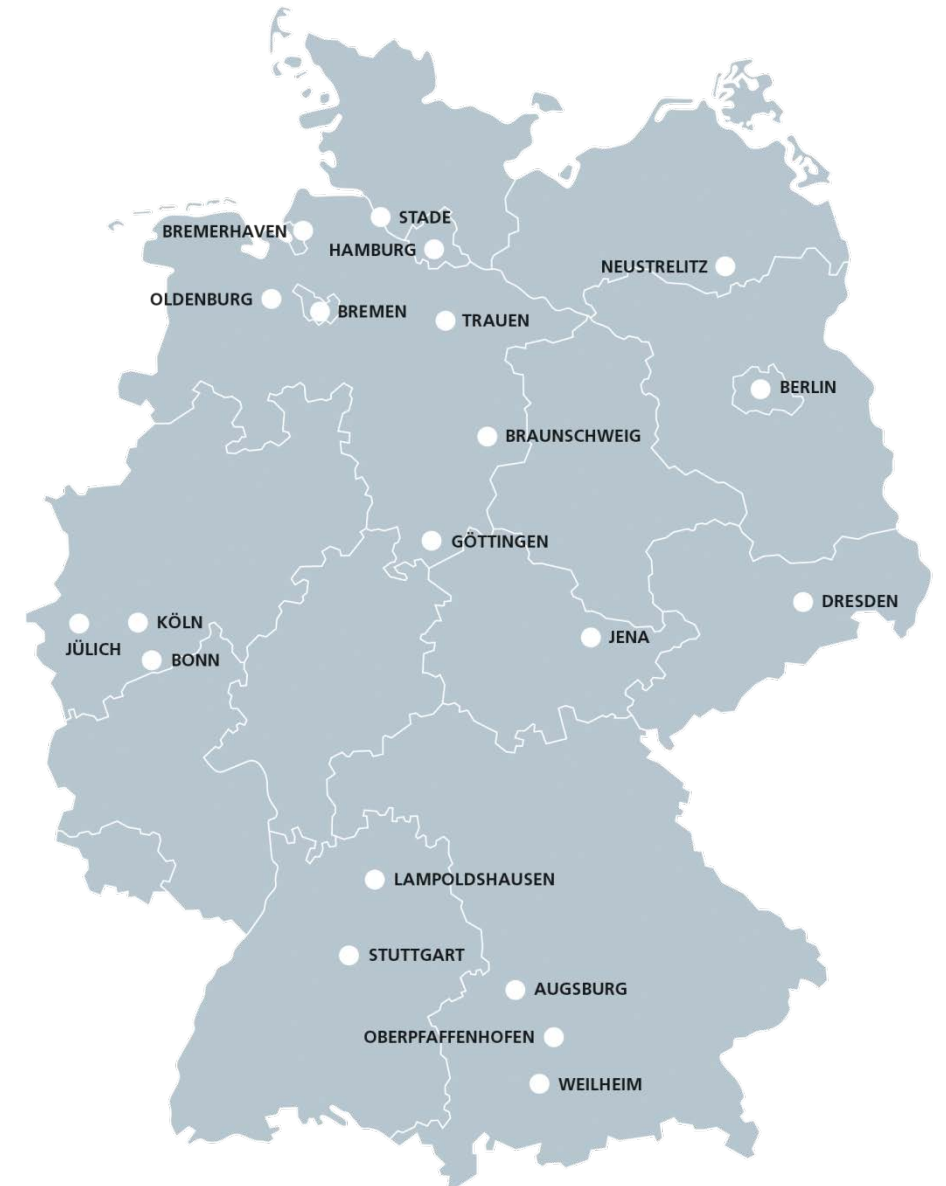 STADE
BREMERHAVEN
HAMBURG
NEUSTRELITZ
OLDENBURG
BREMEN
TRAUEN
BERLIN
BRAUNSCHWEIG
GÖTTINGEN
DRESDEN
KÖLN
JENA
JÜLICH
BONN
LAMPOLDSHAUSEN
STUTTGART
AUGSBURG
OBERPFAFFENHOFEN
WEILHEIM